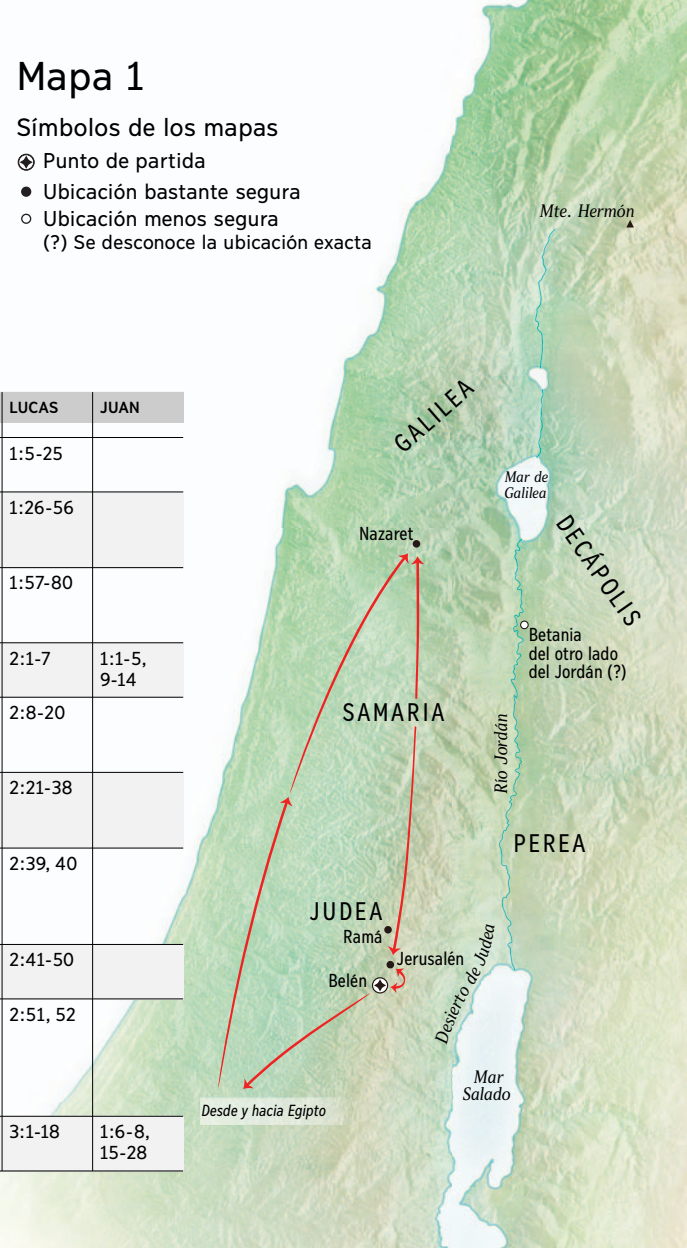 Mapa 1
Símbolos de los mapas
Punto de partida
Ubicación bastante segura
Ubicación menos segura
(?) Se desconoce la ubicación exacta
LUCAS JUAN
1:5-25
1:26-56
1:57-80
2:1-7 1:1-5,
9-14
2:8-20
2:21-38
2:39, 40
2:41-50
2:51, 52
3:1-18 1:6-8,
15-28
Mte. Hermón
GALILEA
Mar de
Galilea
Nazaret
DECÁPOLIS
Betania
del otro lado
del Jordán (?)
SAMARIA
Río Jordán
PEREA
JUDEA
Ramá
Jerusalén
Belén
Desierto de Judea
Mar
Salado
Desde y hacia Egipto